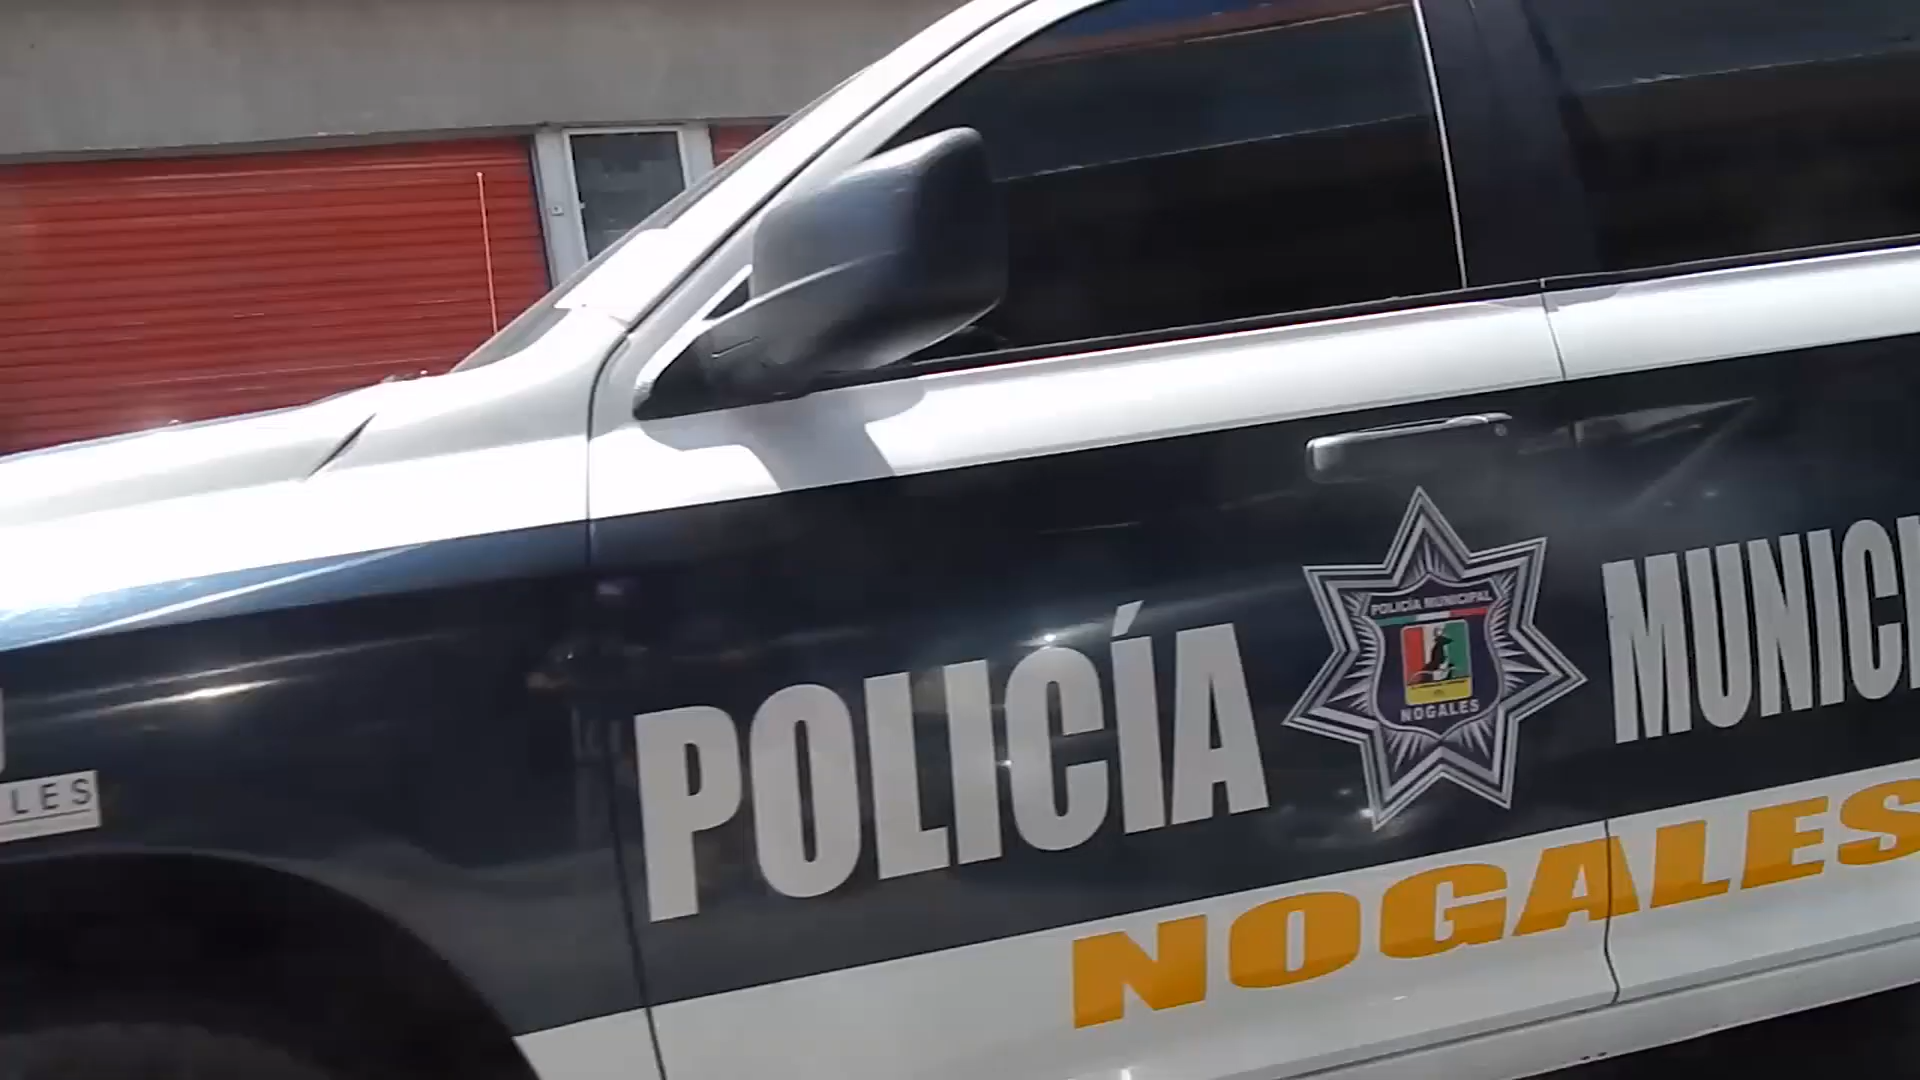 POLICÍA
POLICÍA MUNICIPAL
NOGALES
MUNICI
NOGALES
LES